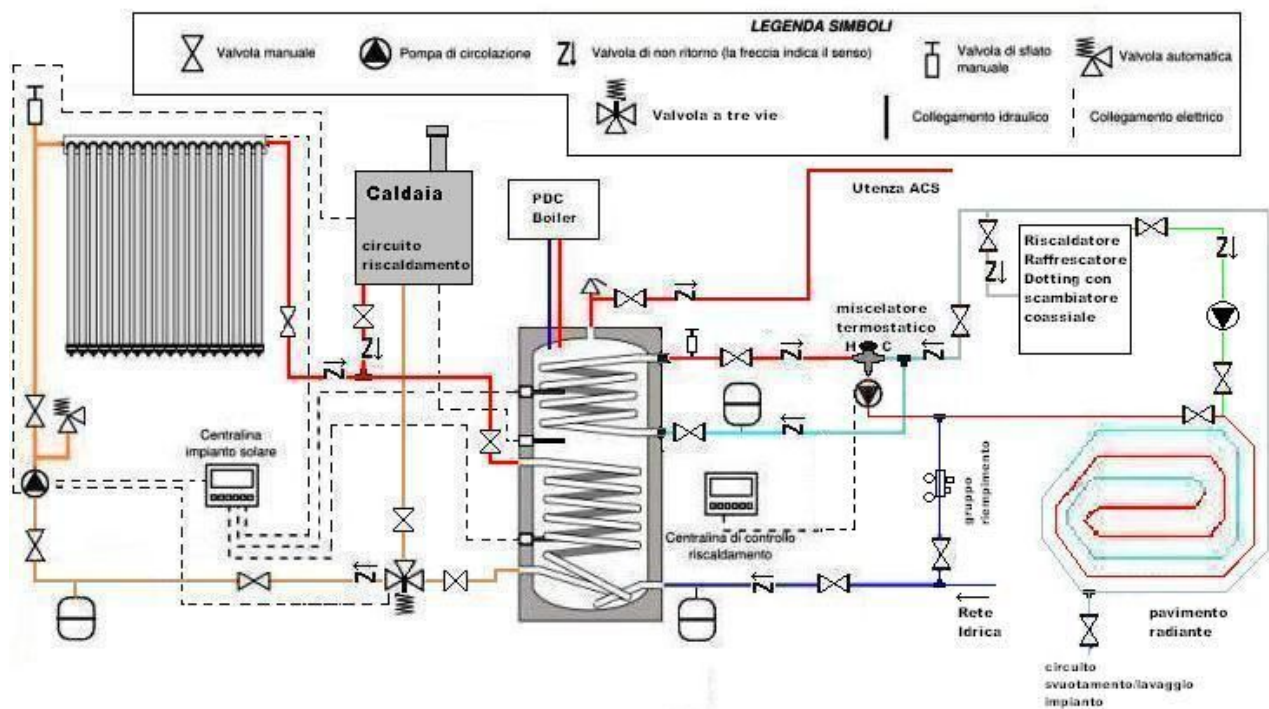 LEGENDA SIMBOLI
Valvola manuale
Pompa di circolazione
Valvola di non ritorno (la freccia indica il senso)
Valvola di sfiato
manuale
Valvola automatica
Valvola a tre vie
Collegamento idraulico
Collegamento elettrico
Caldaia
circuito
riscaldamento
PDC
Boiler
Utenza ACS
Riscaldatore
Raffrescatore
Dotting con
scambiatore
coassiale
miscelatore
termostatico
H C
Centralina
impianto solare
Centralina di controllo
riscaldamento
gruppo
riempimento
Rete
Idrica
pavimento
radiante
circuito
svuotamento/lavaggio
impianto